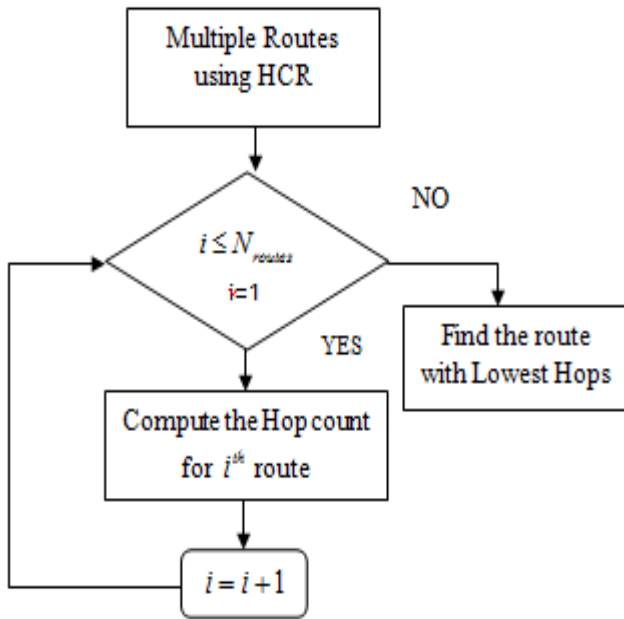 Multiple Routes
using HCR
NO
i ≤ N_routes
i=1
YES
Find the route
with Lowest Hops
Compute the Hop count
for i^th route
i = i + 1